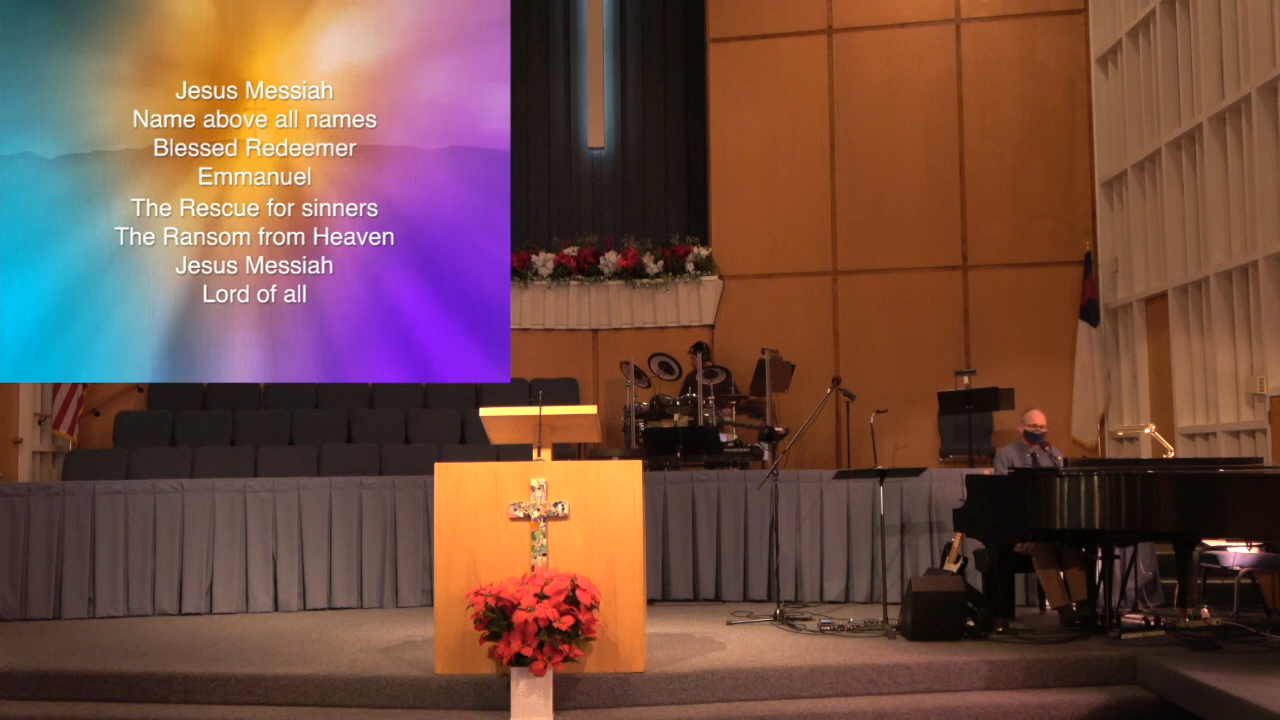 Jesus Messiah
Name above all names
Blessed Redeemer
Emmanuel
The Rescue for sinners
The Ransom from Heaven
Jesus Messiah
Lord of all